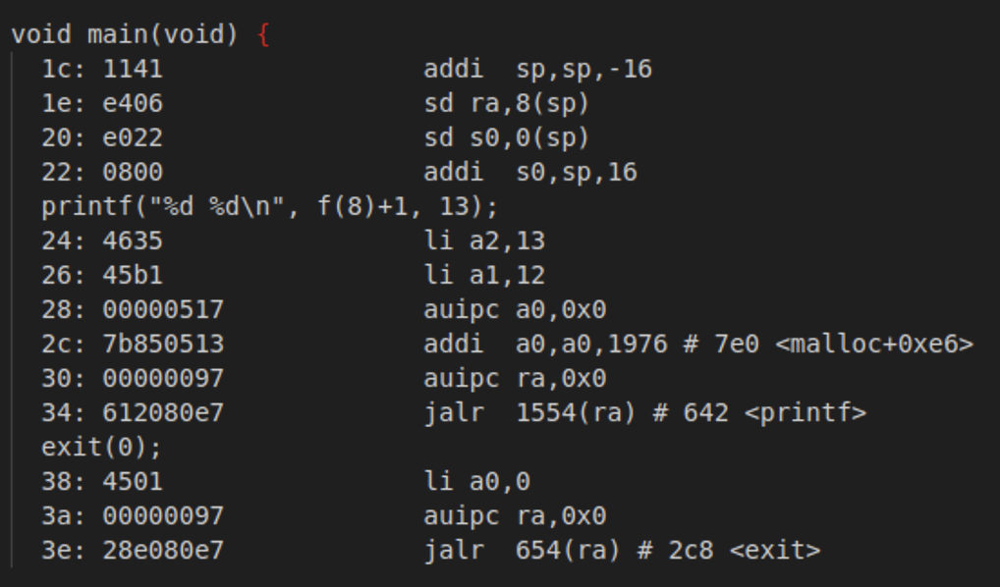 void main(void) {
1c: 1141 addi sp,sp,-16
1e: e406 sd ra,8(sp)
20: e022 sd s0,0(sp)
22: 0800 addi s0,sp,16
printf("%d %d\n", f(8)+1, 13);
24: 4635 li a2,13
26: 45b1 li a1,12
28: 00000517 auipc a0,0x0
2c: 7b850513 addi a0,a0,1976 # 7e0 <malloc+0xe6>
30: 00000097 auipc ra,0x0
34: 612080e7 jalr 1554(ra) # 642 <printf>
exit(0);
38: 4501 li a0,0
3a: 00000097 auipc ra,0x0
3e: 28e080e7 jalr 654(ra) # 2c8 <exit>